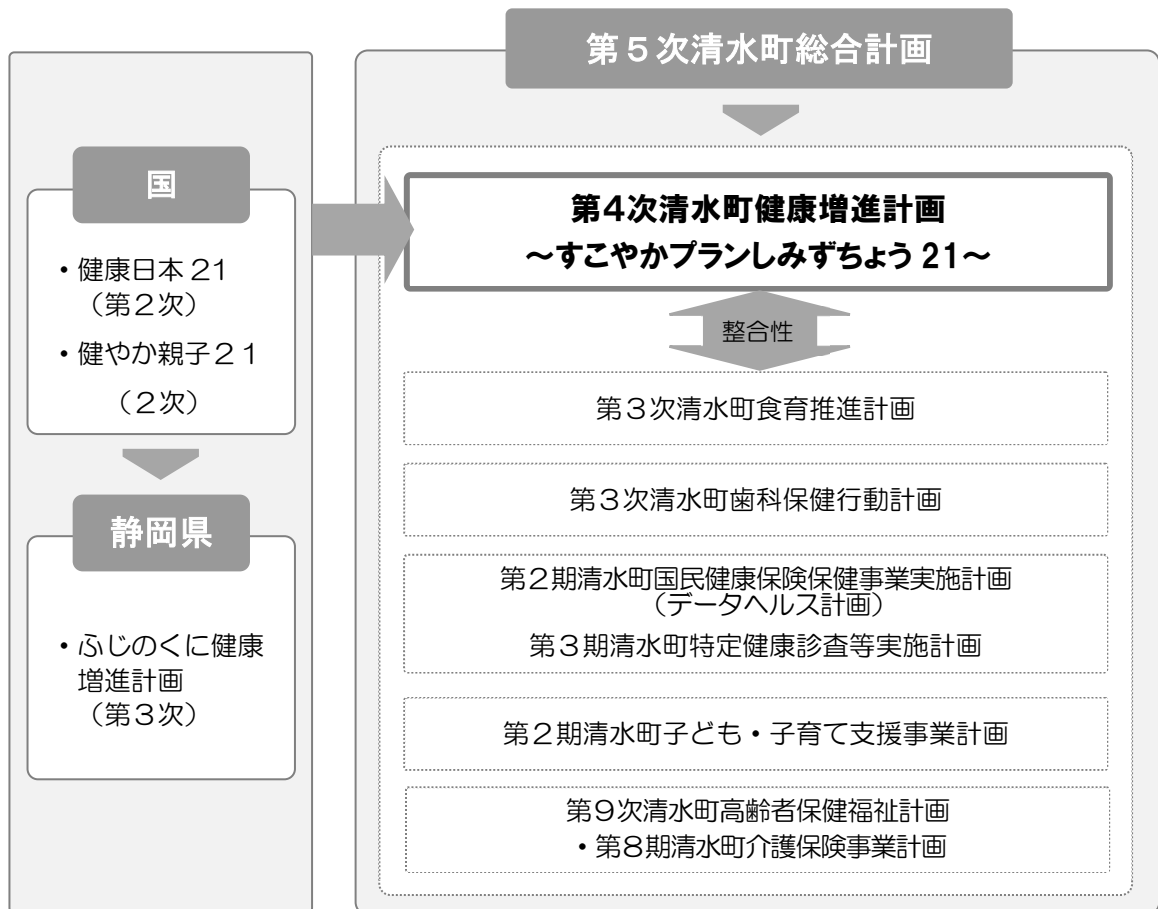 第５次清水町総合計画
国
・健康日本 21
（第２次）
・健やか親子２１
（２次）
静岡県
・ふじのくに健康
増進計画
（第３次）
第4次清水町健康増進計画
～すこやかプランしみずちょう 21～
整合性
第３次清水町食育推進計画
第３次清水町歯科保健行動計画
第２期清水町国民健康保険保健事業実施計画
（データヘルス計画）
第３期清水町特定健康診査等実施計画
第２期清水町子ども・子育て支援事業計画
第９次清水町高齢者保健福祉計画
・第８期清水町介護保険事業計画